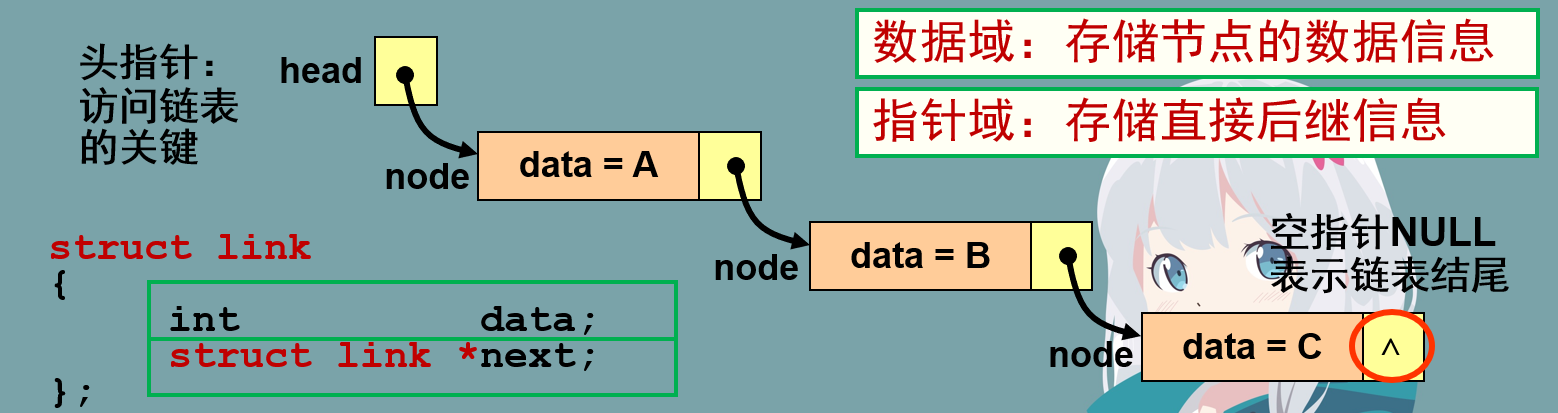 头指针：
访问链表
的关键
head
数据域：存储节点的数据信息
指针域：存储直接后继信息
node
data = A
node
data = B
空指针NULL
表示链表结尾
node
data = C
^
struct link
{
int data;
struct link *next;
};